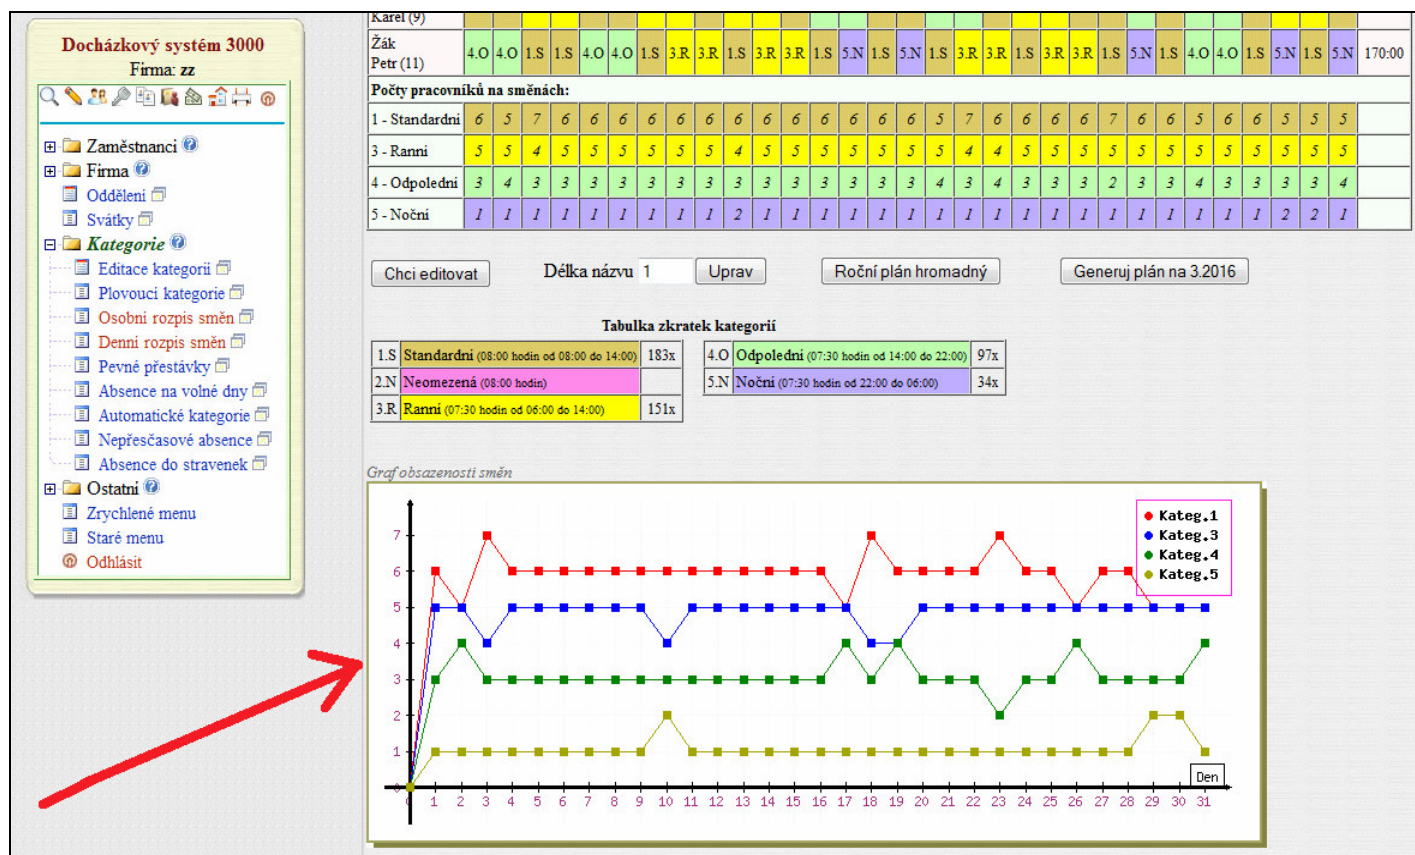 Docházkový systém 3000
Firma: zz
Zaměstnanci
Firma
Oddělení
Svátky
Kategorie
Editace kategorií
Plovoucí kategorie
Osobní rozpis směn
Denní rozpis směn
Pevné přestávky
Absence na volné dny
Automatické kategorie
Nepřesčasové absence
Absence do stravenek
Ostatní
Zrychlené menu
Staré menu
Odhlásit
Karel (9)
Žák
Petr (11) 4.O 4.O 1.S 1.S 4.O 4.O 1.S 3.R 3.R 1.S 3.R 3.R 1.S 5.N 1.S 5.N 1.S 3.R 3.R 1.S 3.R 3.R 1.S 5.N 1.S 4.O 4.O 1.S 5.N 1.S 5.N 170:00
Počty pracovníků na směnách:
1 - Standardní 6 5 7 6 6 6 6 6 6 6 6 6 6 6 6 6 5 7 6 6 6 6 7 6 6 5 6 6 5 5 5
3 - Ranní 5 5 4 5 5 5 5 5 5 4 5 5 5 5 5 5 5 4 4 5 5 5 5 5 5 5 5 5 5 5 5
4 - Odpolední 3 4 3 3 3 3 3 3 3 3 3 3 3 3 3 3 4 3 4 3 3 3 2 3 3 4 3 3 3 3 4
5 - Noční 1 1 1 1 1 1 1 1 1 2 1 1 1 1 1 1 1 1 1 1 1 1 1 1 1 1 1 1 2 2 1
Chci editovat Délka názvu 1 Uprav Roční plán hromadný Generuj plán na 3.2016
Tabulka zkratek kategorií
1.S Standardní (08:00 hodin od 08:00 do 14:00) 183x 4.O Odpolední (07:30 hodin od 14:00 do 22:00) 97x
2.N Neomezená (08:00 hodin) 5.N Noční (07:30 hodin od 22:00 do 06:00) 34x
3.R Ranní (07:30 hodin od 06:00 do 14:00) 151x
Graf obsazenosti směn
Kateg.1
Kateg.3
Kateg.4
Kateg.5
7
6
5
4
3
2
1
0
Den
0 1 2 3 4 5 6 7 8 9 10 11 12 13 14 15 16 17 18 19 20 21 22 23 24 25 26 27 28 29 30 31